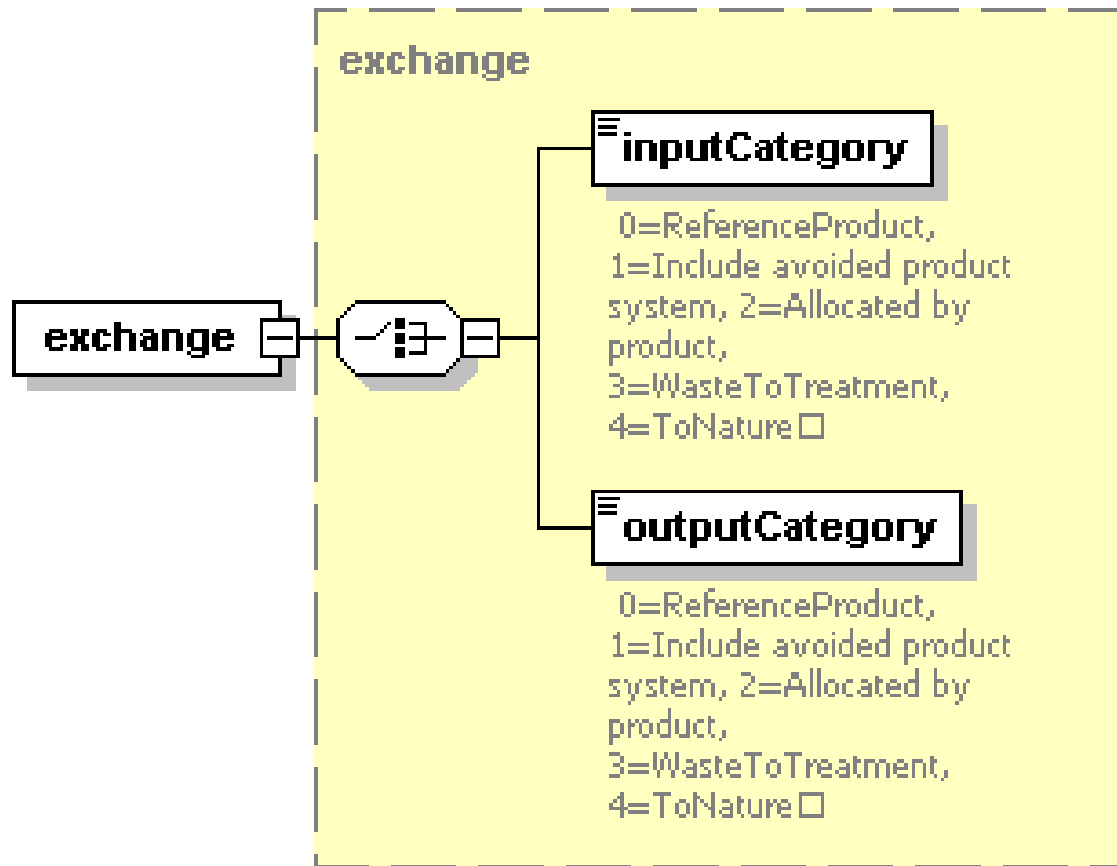 exchange
inputCategory
0=ReferenceProduct,
1=Include avoided product
system, 2=Allocated by
product,
3=WasteToTreatment,
4=ToNature□
exchange
outputCategory
0=ReferenceProduct,
1=Include avoided product
system, 2=Allocated by
product,
3=WasteToTreatment,
4=ToNature□